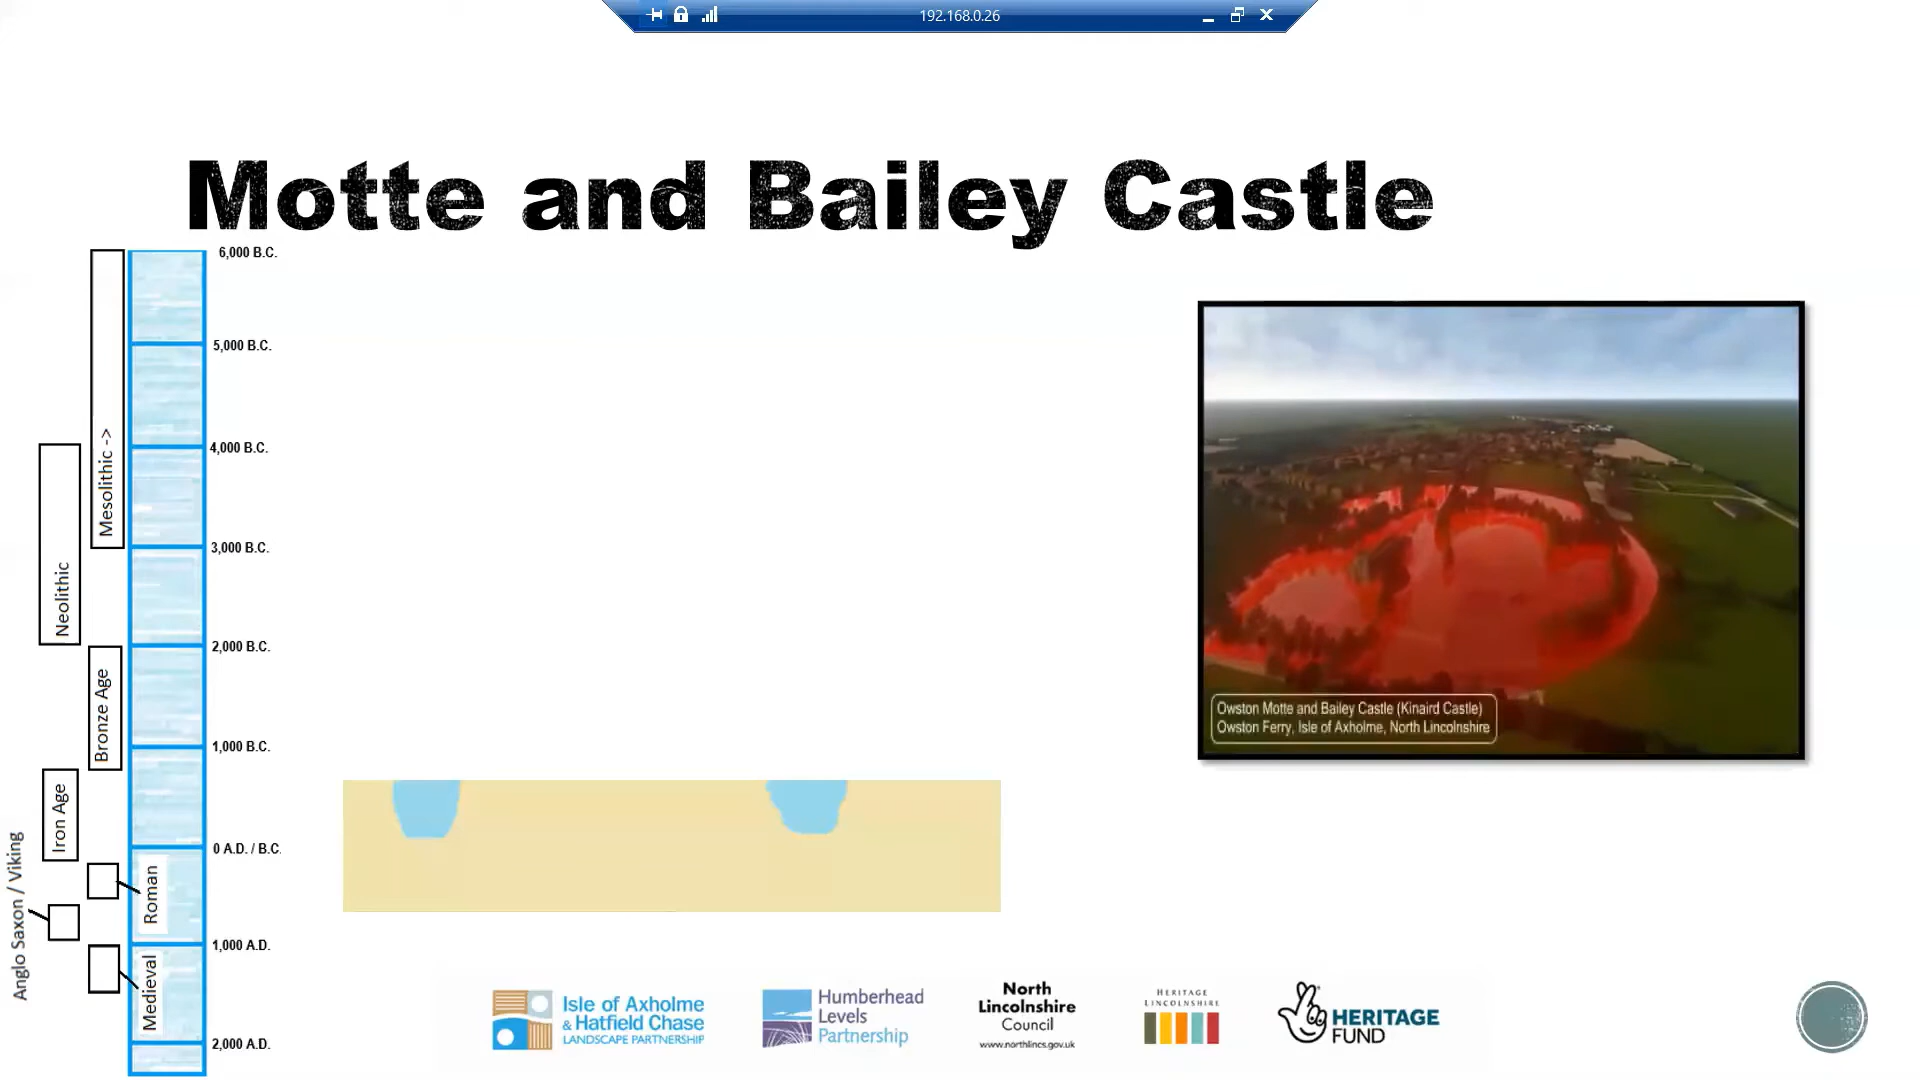 192.168.0.26
Motte and Bailey Castle
6,000 B.C.
5,000 B.C.
4,000 B.C.
3,000 B.C.
2,000 B.C.
1,000 B.C.
0 A.D. / B.C.
1,000 A.D.
2,000 A.D.
Mesolithic ->
Neolithic
Bronze Age
Iron Age
Roman
Anglo Saxon / Viking
Medieval
Owston Motte and Bailey Castle (Kinaird Castle)
Owston Ferry, Isle of Axholme, North Lincolnshire
Isle of Axholme
& Hatfield Chase
LANDSCAPE PARTNERSHIP
Humberhead
Levels
Partnership
North
Lincolnshire
Council
www.northlincs.gov.uk
HERITAGE
LINCOLNSHIRE
HERITAGE
FUND